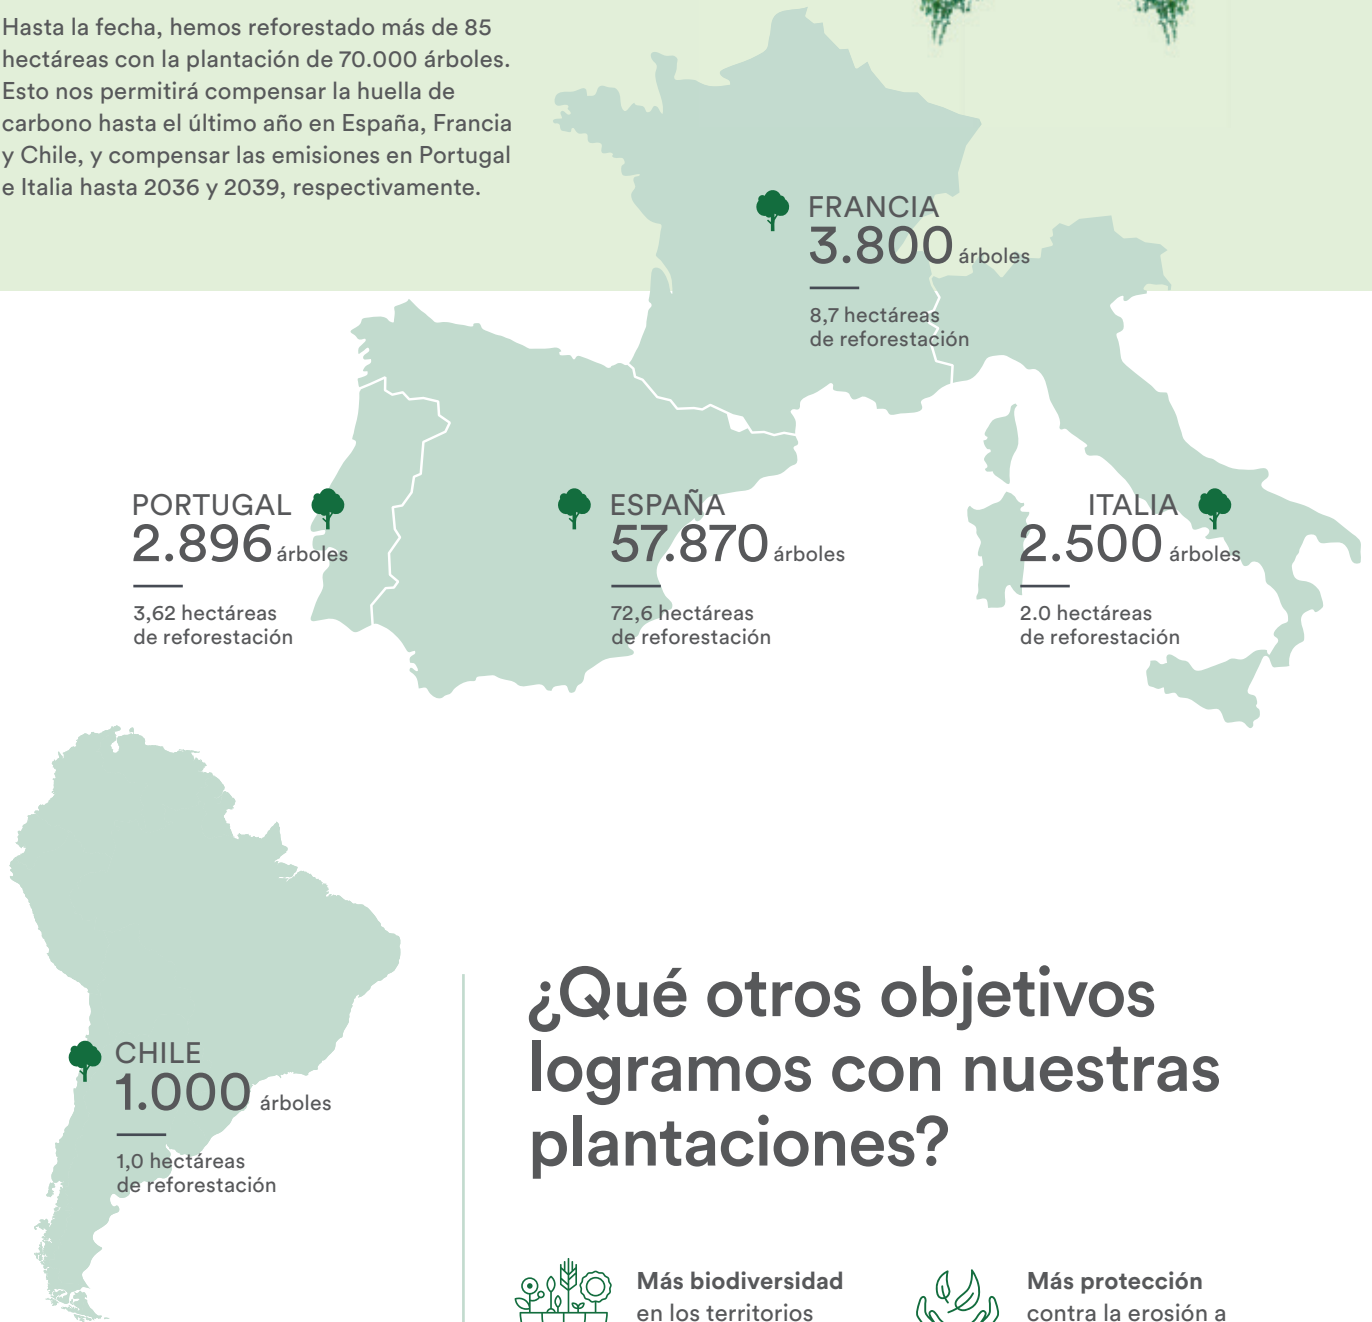 Hasta la fecha, hemos reforestado más de 85
hectáreas con la plantación de 70.000 árboles.
Esto nos permitirá compensar la huella de
carbono hasta el último año en España, Francia
y Chile, y compensar las emisiones en Portugal
e Italia hasta 2036 y 2039, respectivamente.
FRANCIA
3.800 árboles
8,7 hectáreas
de reforestación
PORTUGAL
2.896 árboles
3,62 hectáreas
de reforestación
ESPAÑA
57.870 árboles
72,6 hectáreas
de reforestación
ITALIA
2.500 árboles
2.0 hectáreas
de reforestación
CHILE
1.000 árboles
1,0 hectáreas
de reforestación
¿Qué otros objetivos
logramos con nuestras
plantaciones?
Más biodiversidad
en los territorios
Más protección
contra la erosión a